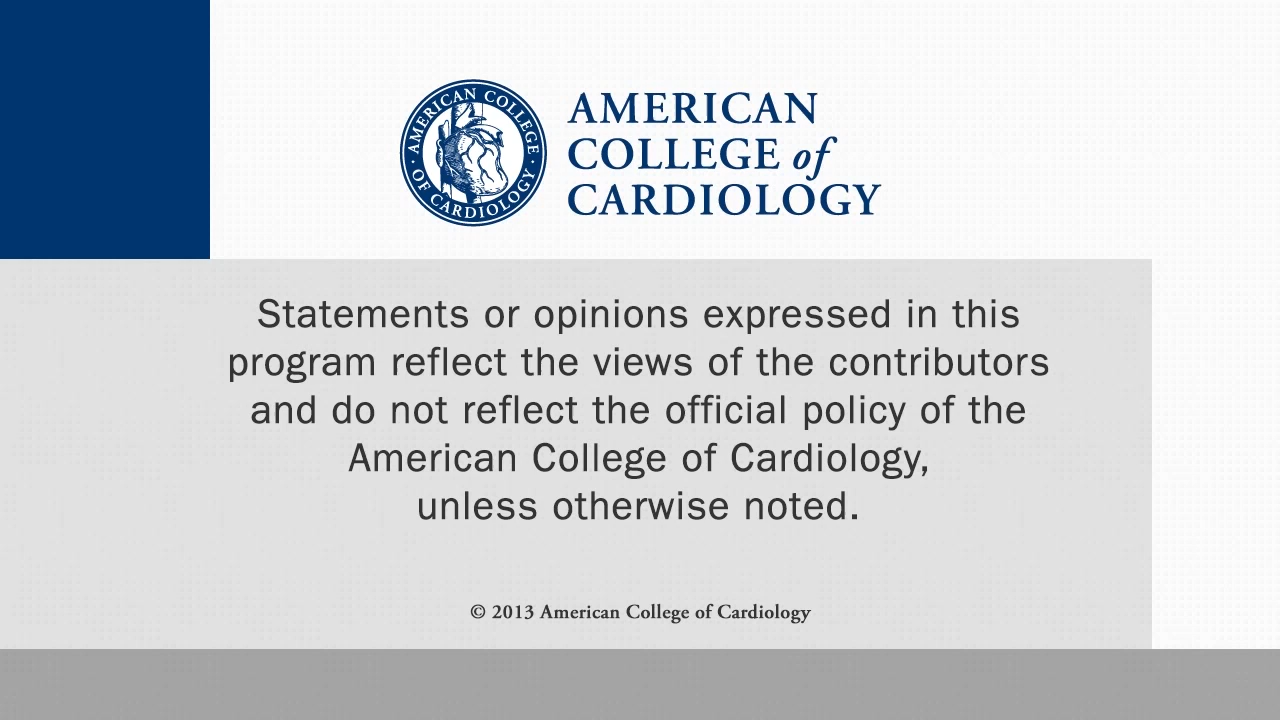 AMERICAN COLLEGE
OF CARDIOLOGY
AMERICAN
COLLEGE of
CARDIOLOGY
Statements or opinions expressed in this
program reflect the views of the contributors
and do not reflect the official policy of the
American College of Cardiology,
unless otherwise noted.
© 2013 American College of Cardiology